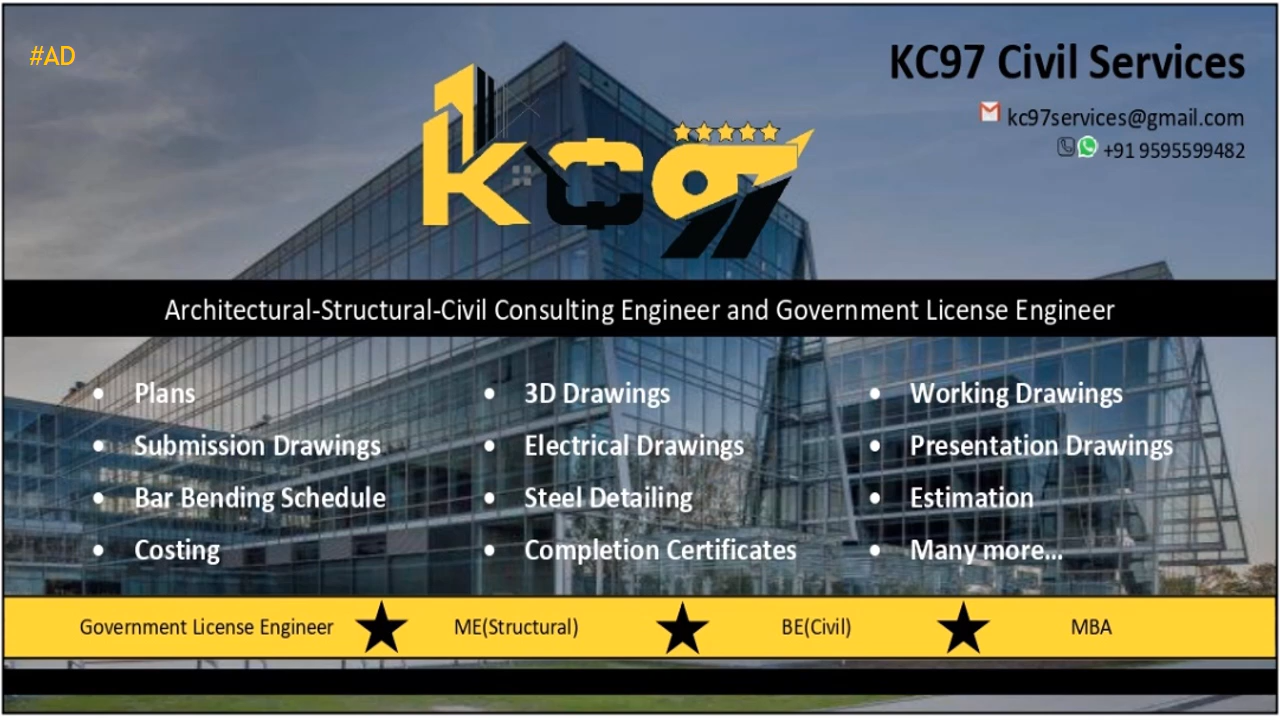 #AD
KC97 Civil Services
kc97services@gmail.com
+91 9595599482
kc97
Architectural-Structural-Civil Consulting Engineer and Government License Engineer
Plans
3D Drawings
Working Drawings
Submission Drawings
Electrical Drawings
Presentation Drawings
Bar Bending Schedule
Steel Detailing
Estimation
Costing
Completion Certificates
Many more...
Government License Engineer ★ ME(Structural) ★ BE(Civil) ★ MBA